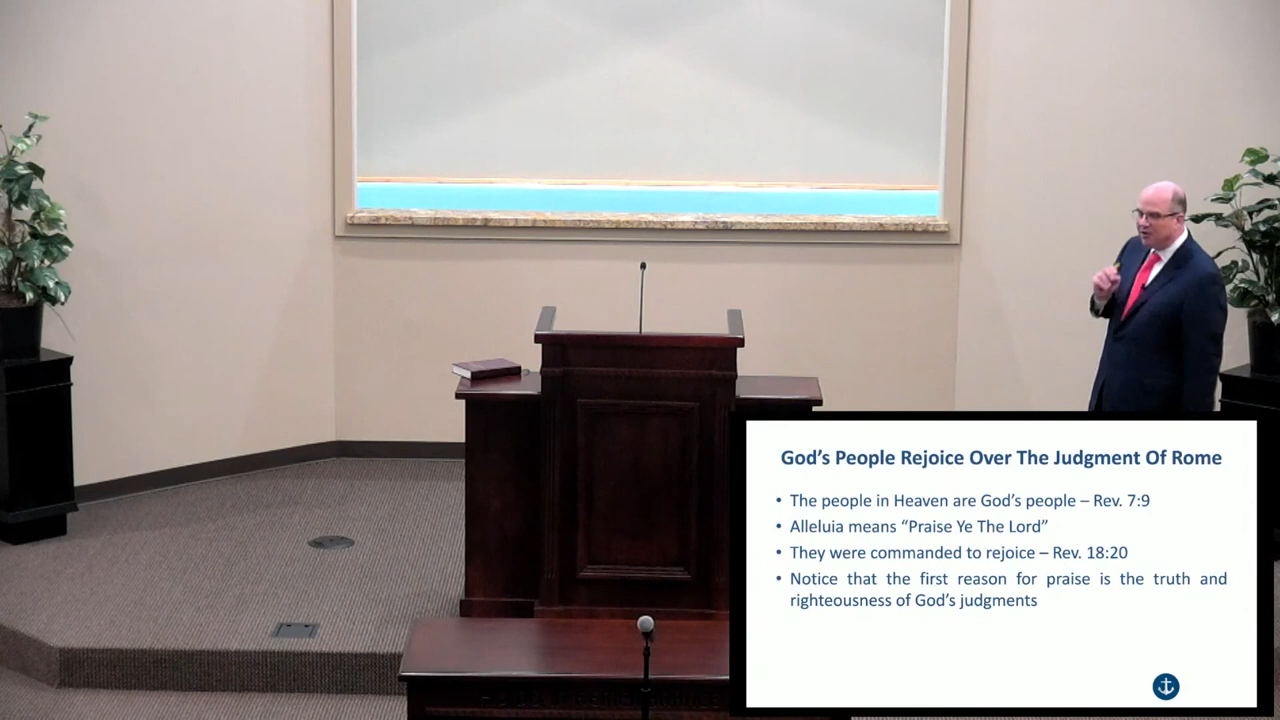 God's People Rejoice Over The Judgment Of Rome
• The people in Heaven are God's people – Rev. 7:9
• Alleluia means “Praise Ye The Lord”
• They were commanded to rejoice – Rev. 18:20
• Notice that the first reason for praise is the truth and
righteousness of God's judgments